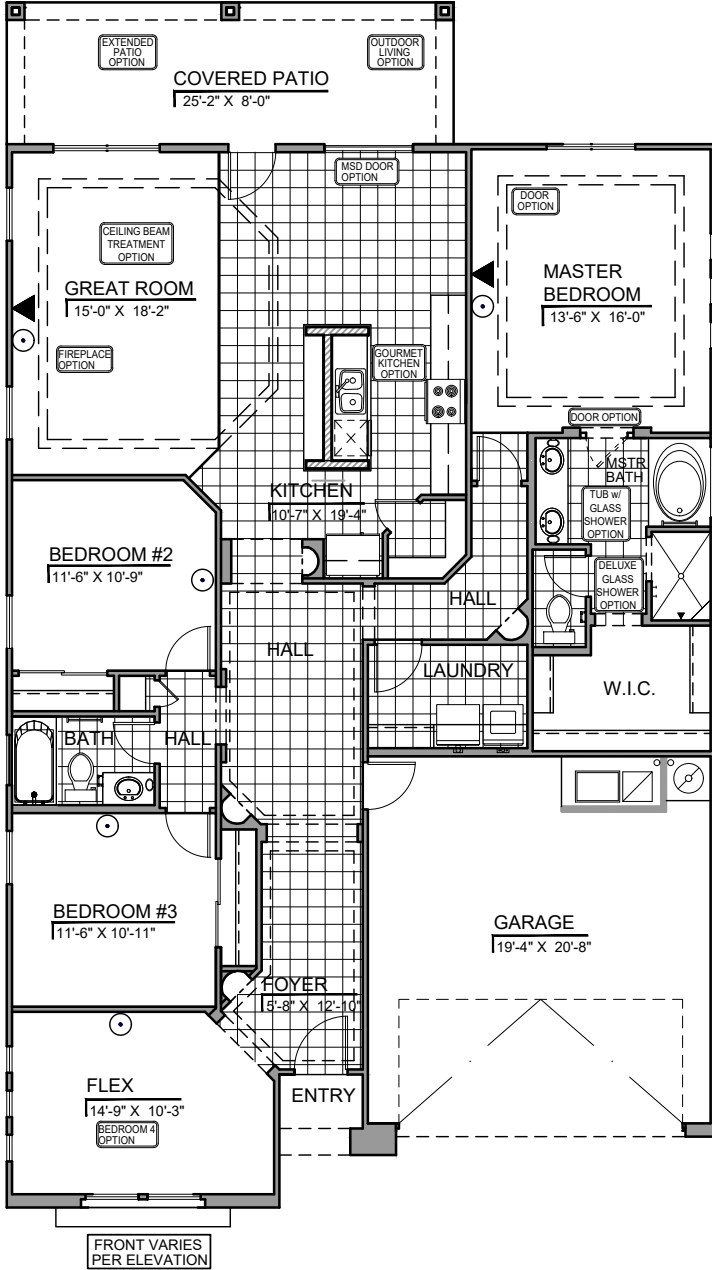 EXTENDED
PATIO
OPTION
OUTDOOR
LIVING
OPTION
COVERED PATIO
25'-2" X 8'-0"
MSD DOOR
OPTION
DOOR
OPTION
CEILING BEAM
TREATMENT
OPTION
GREAT ROOM
15'-0" X 18'-2"
MASTER
BEDROOM
13'-6" X 16'-0"
FIREPLACE
OPTION
GOURMET
KITCHEN
OPTION
DOOR OPTION
MSTR
BATH
KITCHEN
10'-7" X 19'-4"
TUB w/
GLASS
SHOWER
OPTION
BEDROOM #2
11'-6" X 10'-9"
DELUXE
GLASS
SHOWER
OPTION
HALL
HALL
LAUNDRY
W.I.C.
BATH
HALL
BEDROOM #3
11'-6" X 10'-11"
GARAGE
19'-4" X 20'-8"
FOYER
5'-8" X 12'-10"
FLEX
14'-9" X 10'-3"
BEDROOM 4
OPTION
ENTRY
FRONT VARIES
PER ELEVATION